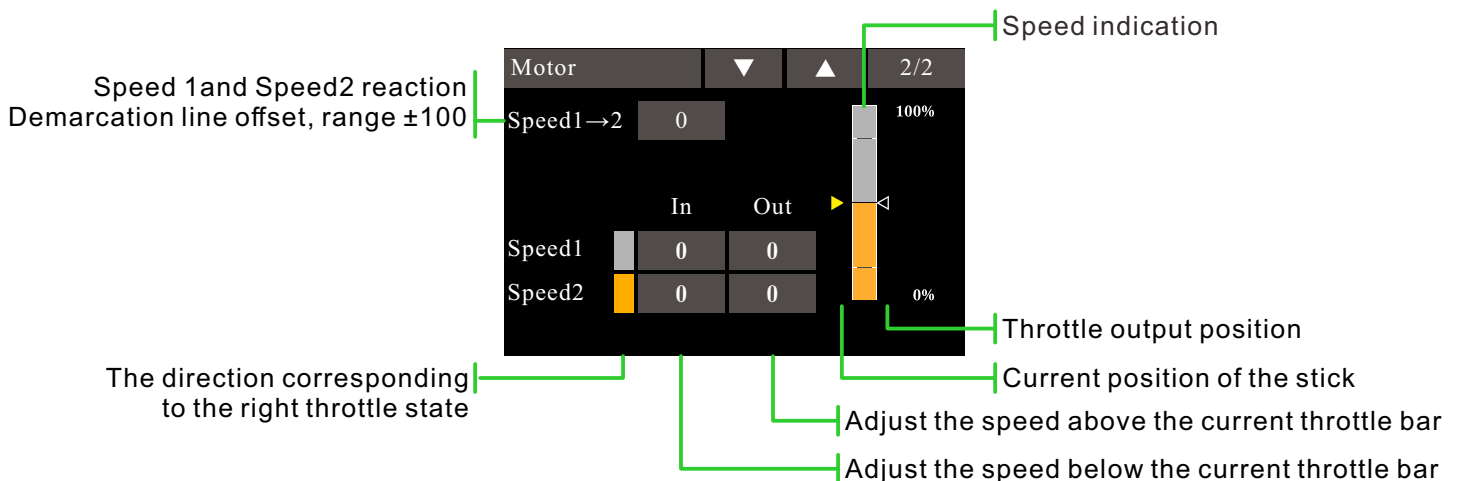 Speed indication
Motor ▼ ▲ 2/2
Speed 1and Speed2 reaction
Demarcation line offset, range ±100
Speed1→2 0
100%
In Out
Speed1 0 0
Speed2 0 0
0%
Throttle output position
The direction corresponding
to the right throttle state
Current position of the stick
Adjust the speed above the current throttle bar
Adjust the speed below the current throttle bar